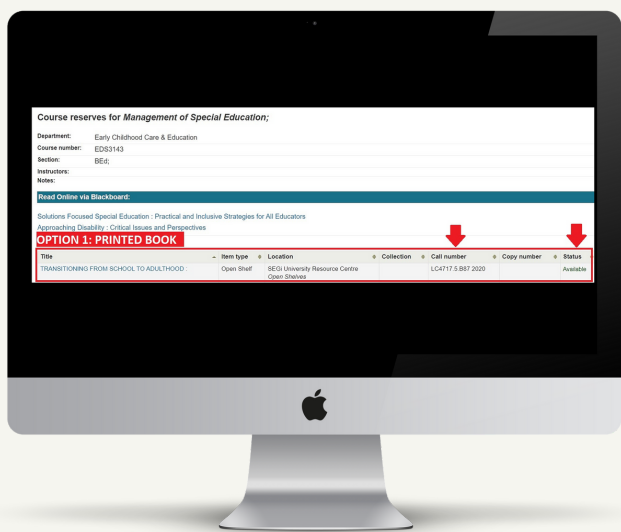 Course reserves for Management of Special Education;
Department: Early Childhood Care & Education
Course number: EDS3143
Section: BEd;
Instructors:
Notes:
Read Online via Blackboard:
Solutions Focused Special Education : Practical and Inclusive Strategies for All Educators
Approaching Disability : Critical Issues and Perspectives
OPTION 1: PRINTED BOOK
Title Item type Location Collection Call number Copy number Status
TRANSITIONING FROM SCHOOL TO ADULTHOOD : Open Shelf SEGi University Resource Centre LC4717.5.B87 2020 Available
Open Shelves